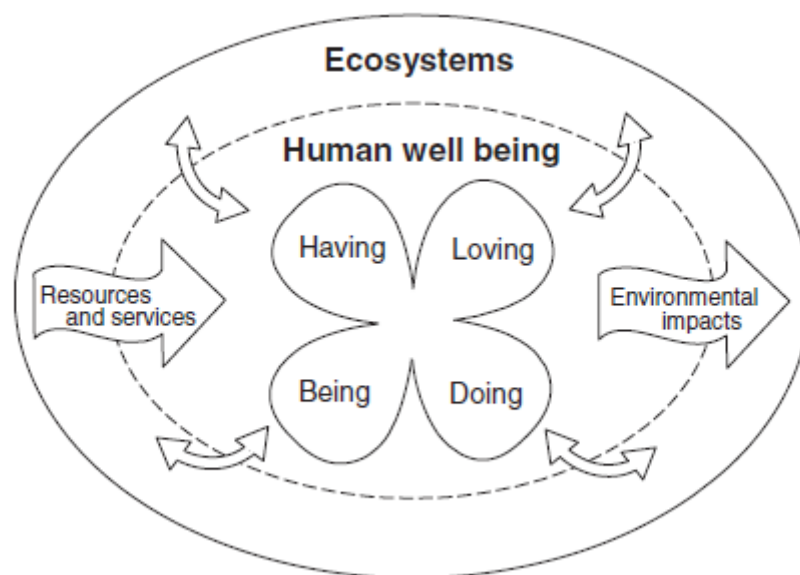 Ecosystems
Human well being
Having
Loving
Resources
and services
Environmental
impacts
Being
Doing